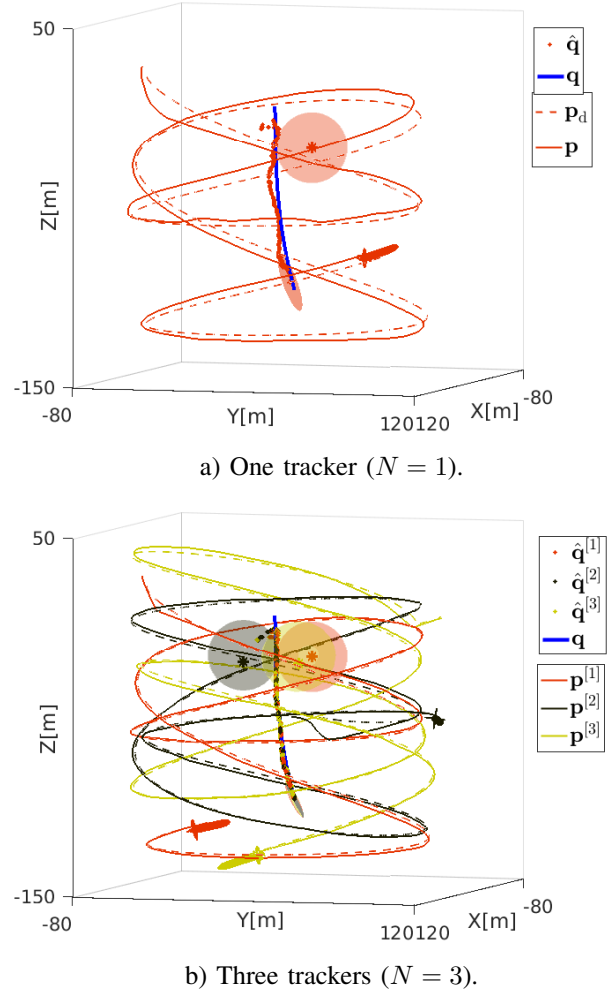 50
Z[m]
-150
-80
Y[m]
120120
X[m]
-80
q̂
q
p_d
p
a) One tracker (N = 1).
50
Z[m]
-150
-80
Y[m]
120120
X[m]
-80
q̂^[1]
q̂^[2]
q̂^[3]
q
p^[1]
p^[2]
p^[3]
b) Three trackers (N = 3).